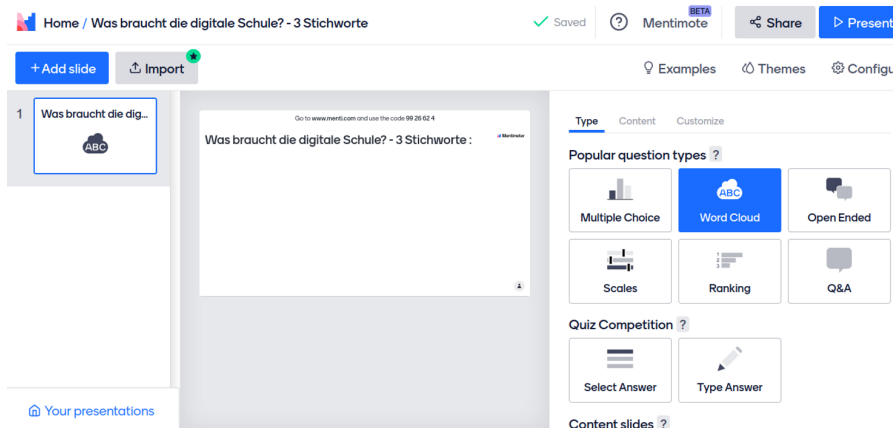 Home / Was braucht die digitale Schule? - 3 Stichworte
Saved
?
Mentimote
BETA
Share
Present
+ Add slide
Import
Examples
Themes
Configu
1
Was braucht die dig...
ABC
Go to www.menti.com and use the code 99 26 62 4
Was braucht die digitale Schule? - 3 Stichworte :
Mentimeter
Type Content Customize
Popular question types ?
Multiple Choice
ABC
Word Cloud
Open Ended
Scales
1
2
3
Ranking
Q&A
Quiz Competition ?
Select Answer
Type Answer
Content slides ?
Your presentations